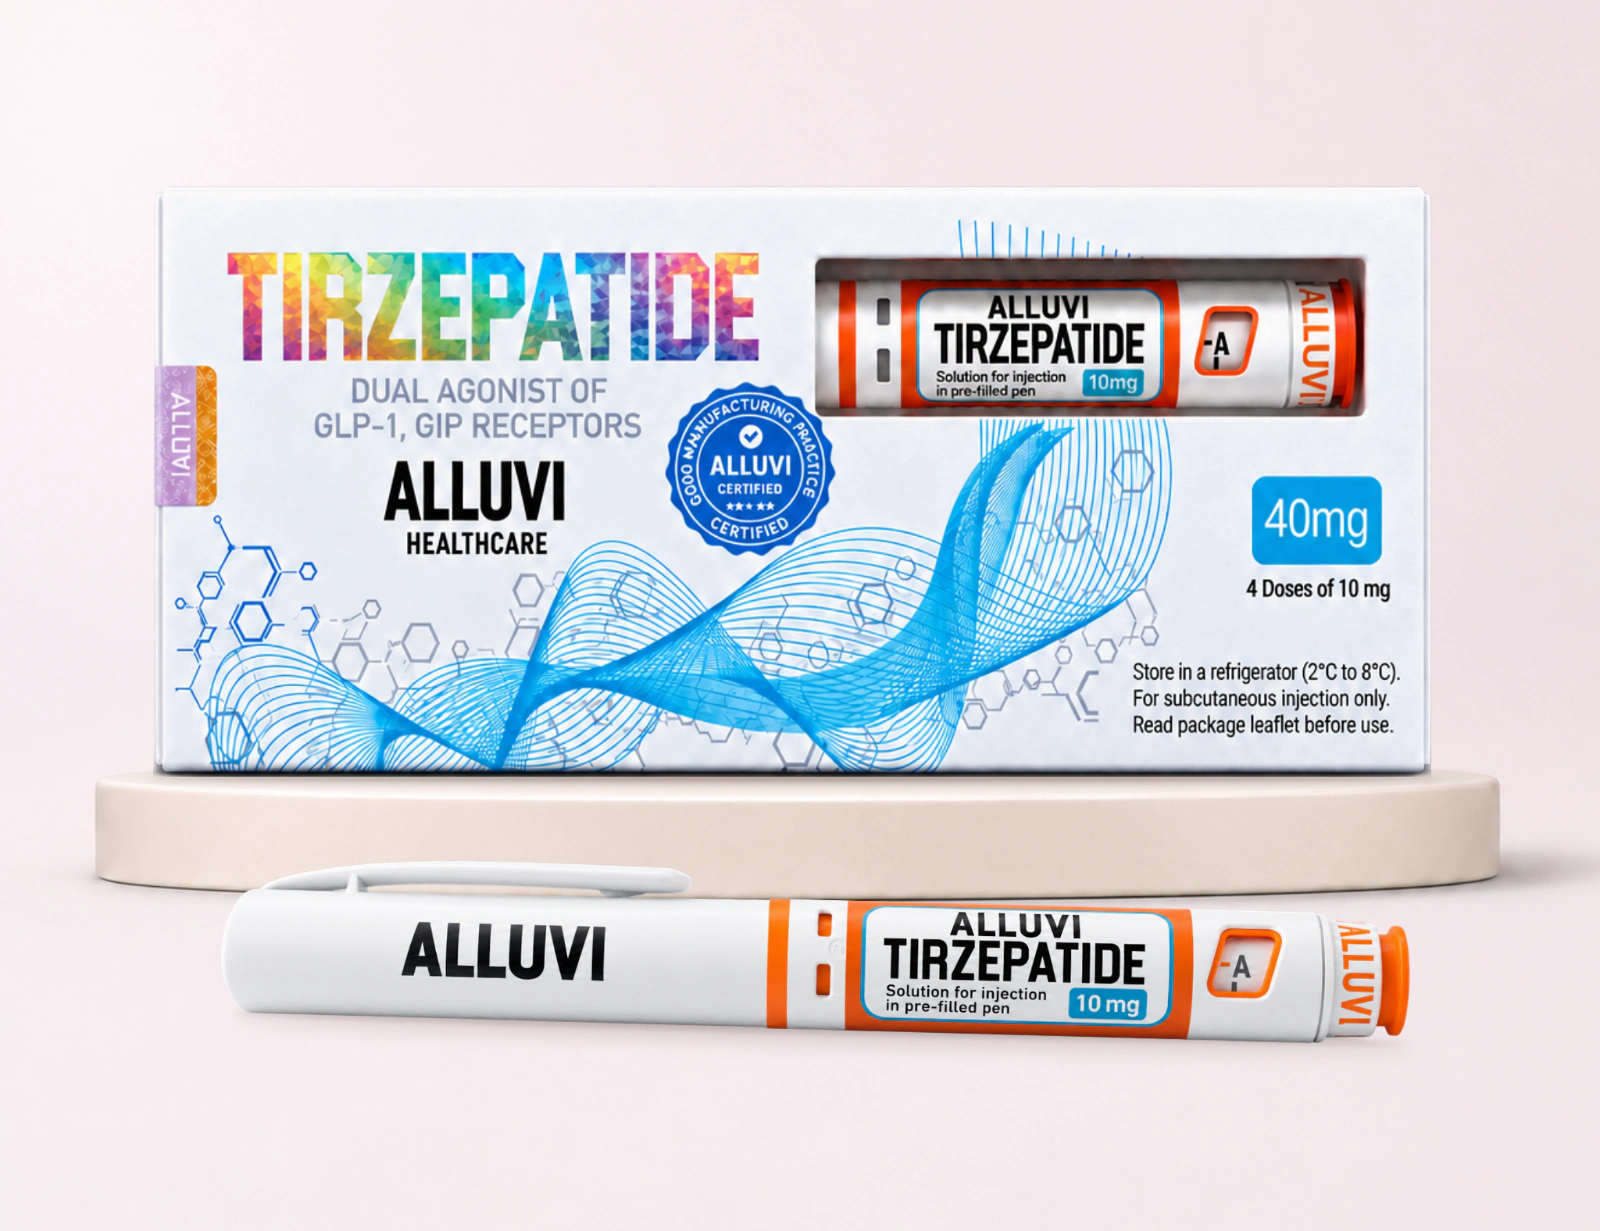 TIRZEPATIDE
DUAL AGONIST OF
GLP-1, GIP RECEPTORS
ALLUVI
HEALTHCARE
ALLUVI
GOOD MANUFACTURING PRACTICE
ALLUVI
CERTIFIED
CERTIFIED
ALLUVI
TIRZEPATIDE
Solution for injection
in pre-filled pen
10mg
-A
ALLUVI
40mg
4 Doses of 10 mg
Store in a refrigerator (2°C to 8°C).
For subcutaneous injection only.
Read package leaflet before use.
ALLUVI
ALLUVI
TIRZEPATIDE
Solution for injection
in pre-filled pen
10 mg
-A
ALLUVI